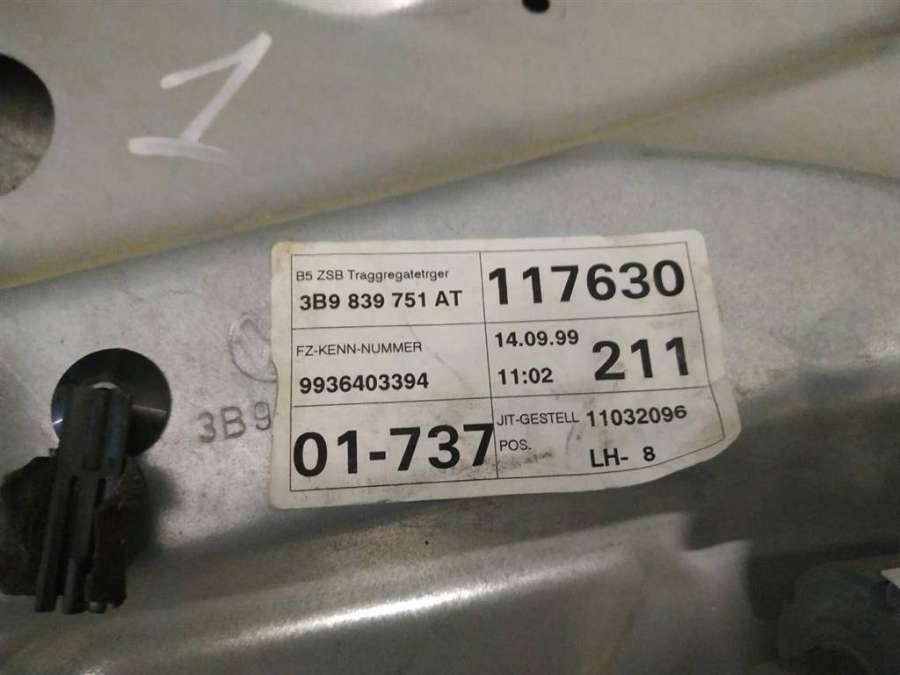 1
B5 ZSB Traggregatetrger
3B9 839 751 AT
117630
FZ-KENN-NUMMER
9936403394
14.09.99
11:02
211
01-737
JIT-GESTELL 11032096
POS.
LH- 8
3B9